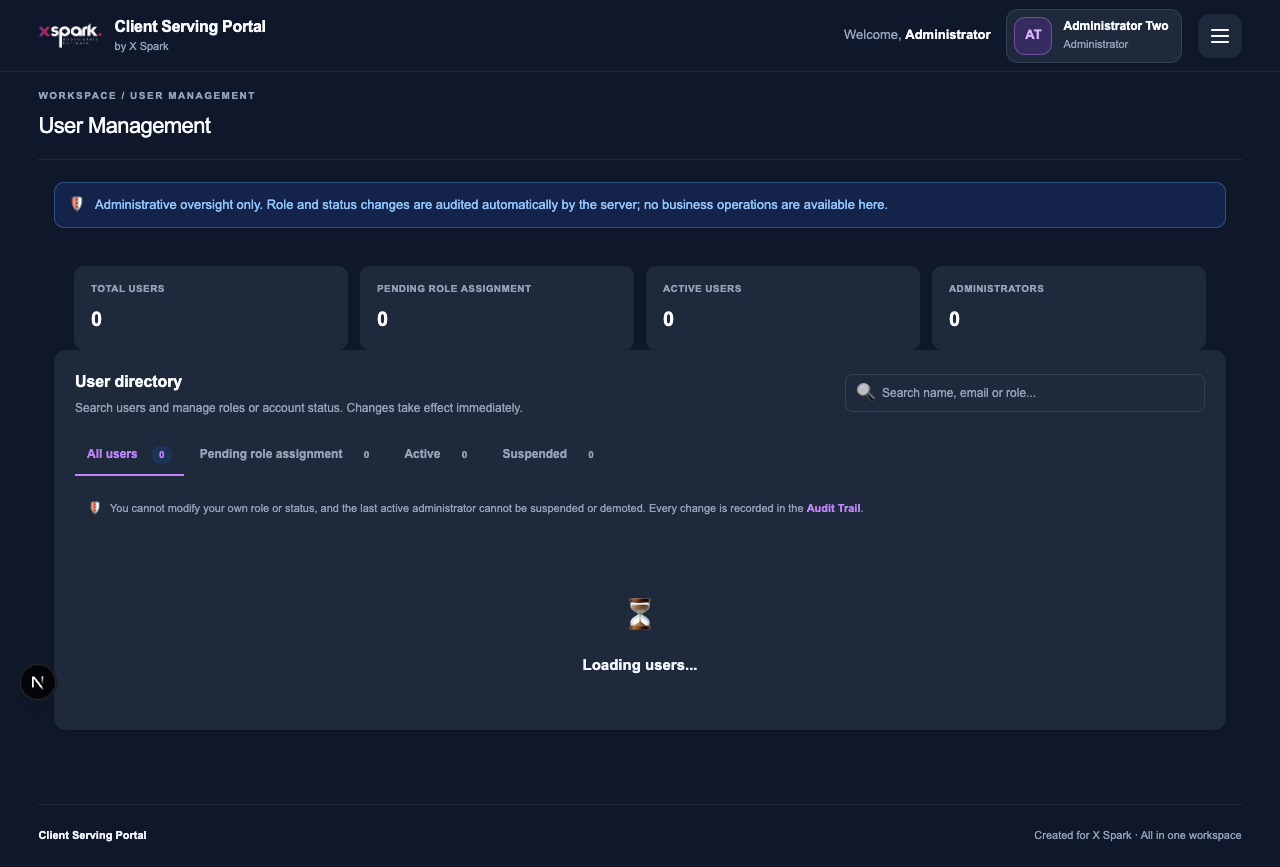 xspark.
Client Serving Portal
by X Spark
Welcome, Administrator
AT
Administrator Two
Administrator
WORKSPACE / USER MANAGEMENT
User Management
Administrative oversight only. Role and status changes are audited automatically by the server; no business operations are available here.
TOTAL USERS
0
PENDING ROLE ASSIGNMENT
0
ACTIVE USERS
0
ADMINISTRATORS
0
User directory
Search users and manage roles or account status. Changes take effect immediately.
Search name, email or role...
All users 0 Pending role assignment 0 Active 0 Suspended 0
You cannot modify your own role or status, and the last active administrator cannot be suspended or demoted. Every change is recorded in the Audit Trail.
Loading users...
N
Client Serving Portal
Created for X Spark · All in one workspace